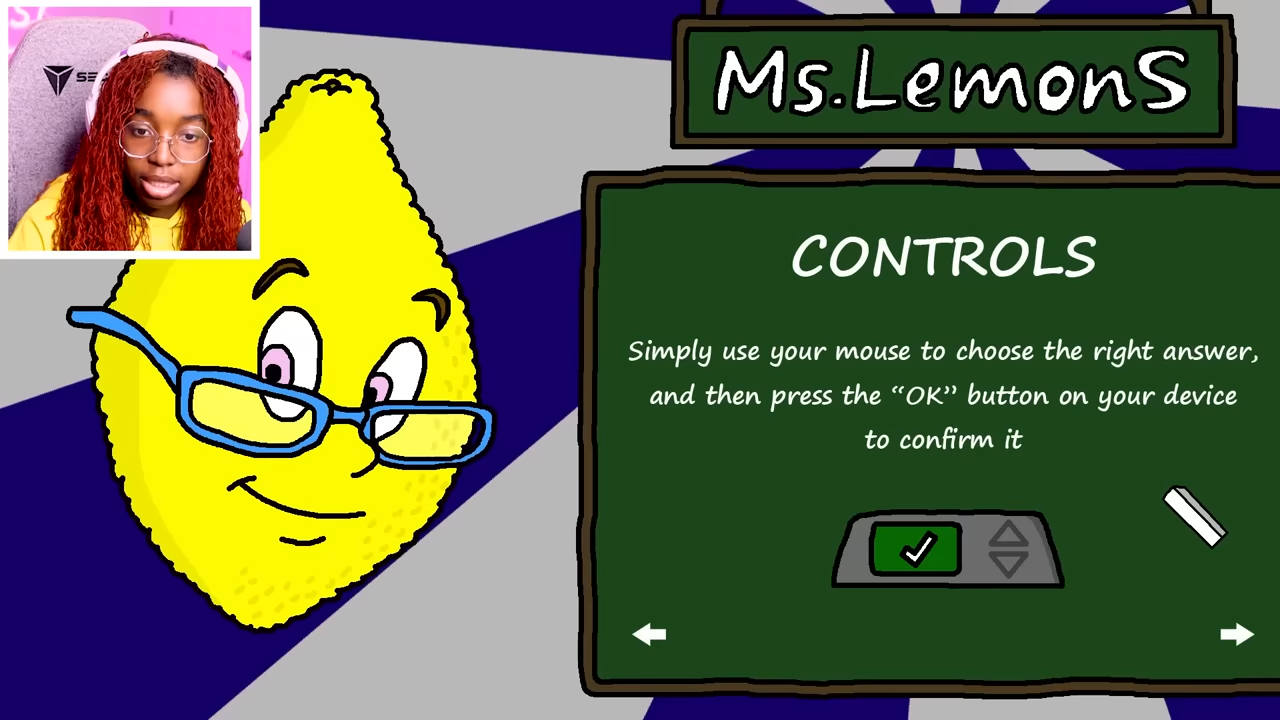 Ms.LemonS
CONTROLS
Simply use your mouse to choose the right answer,
and then press the “OK” button on your device
to confirm it